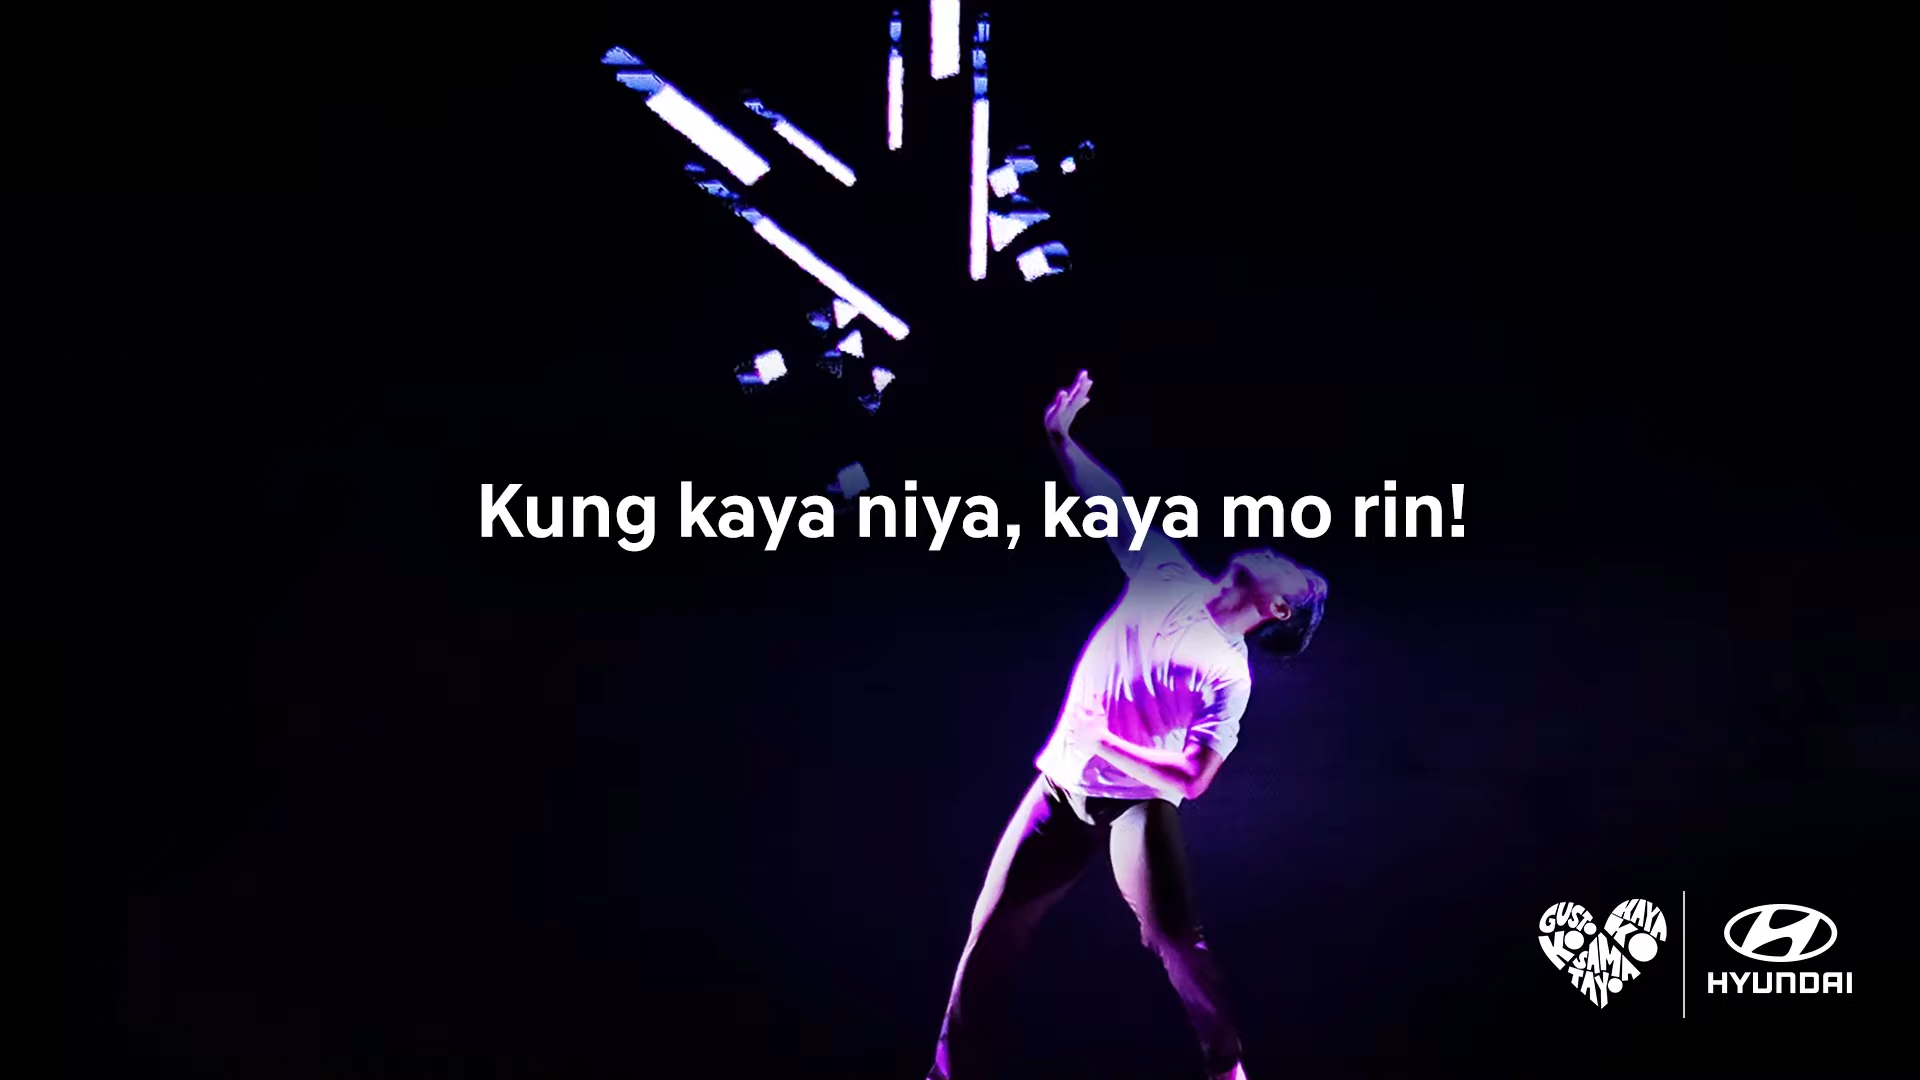 Kung kaya niya, kaya mo rin!
GUSTO KO
KAYA KO
SAMA
TAYO
HYUNDAI